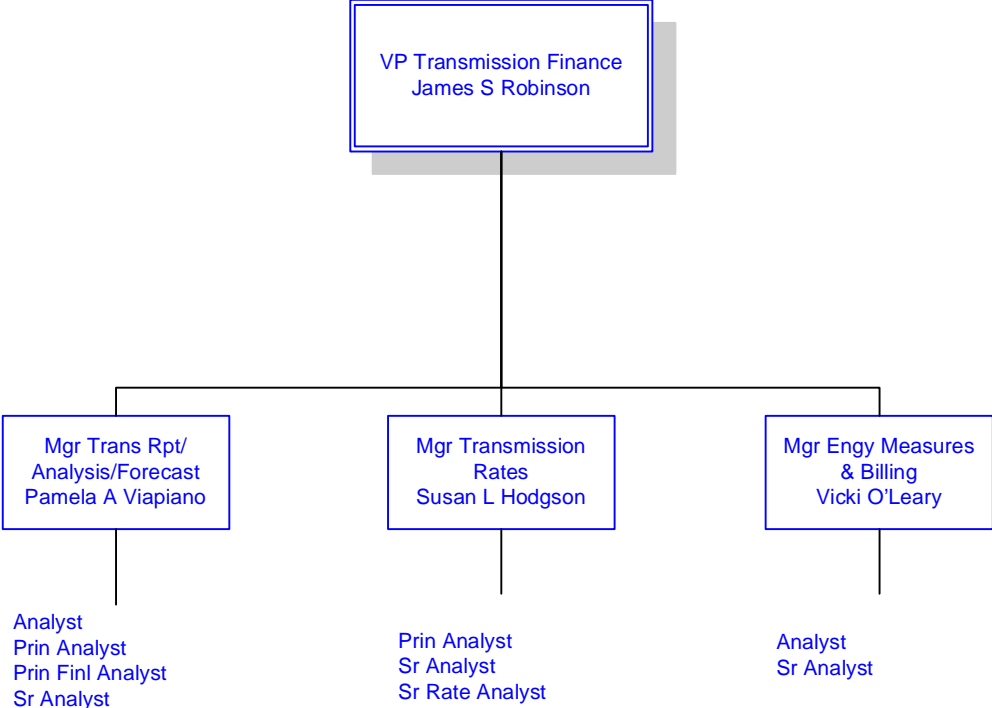 VP Transmission Finance
James S Robinson
Mgr Trans Rpt/
Analysis/Forecast
Pamela A Viapiano
Mgr Transmission
Rates
Susan L Hodgson
Mgr Engy Measures
& Billing
Vicki O'Leary
Analyst
Prin Analyst
Prin Finl Analyst
Sr Analyst
Prin Analyst
Sr Analyst
Sr Rate Analyst
Analyst
Sr Analyst